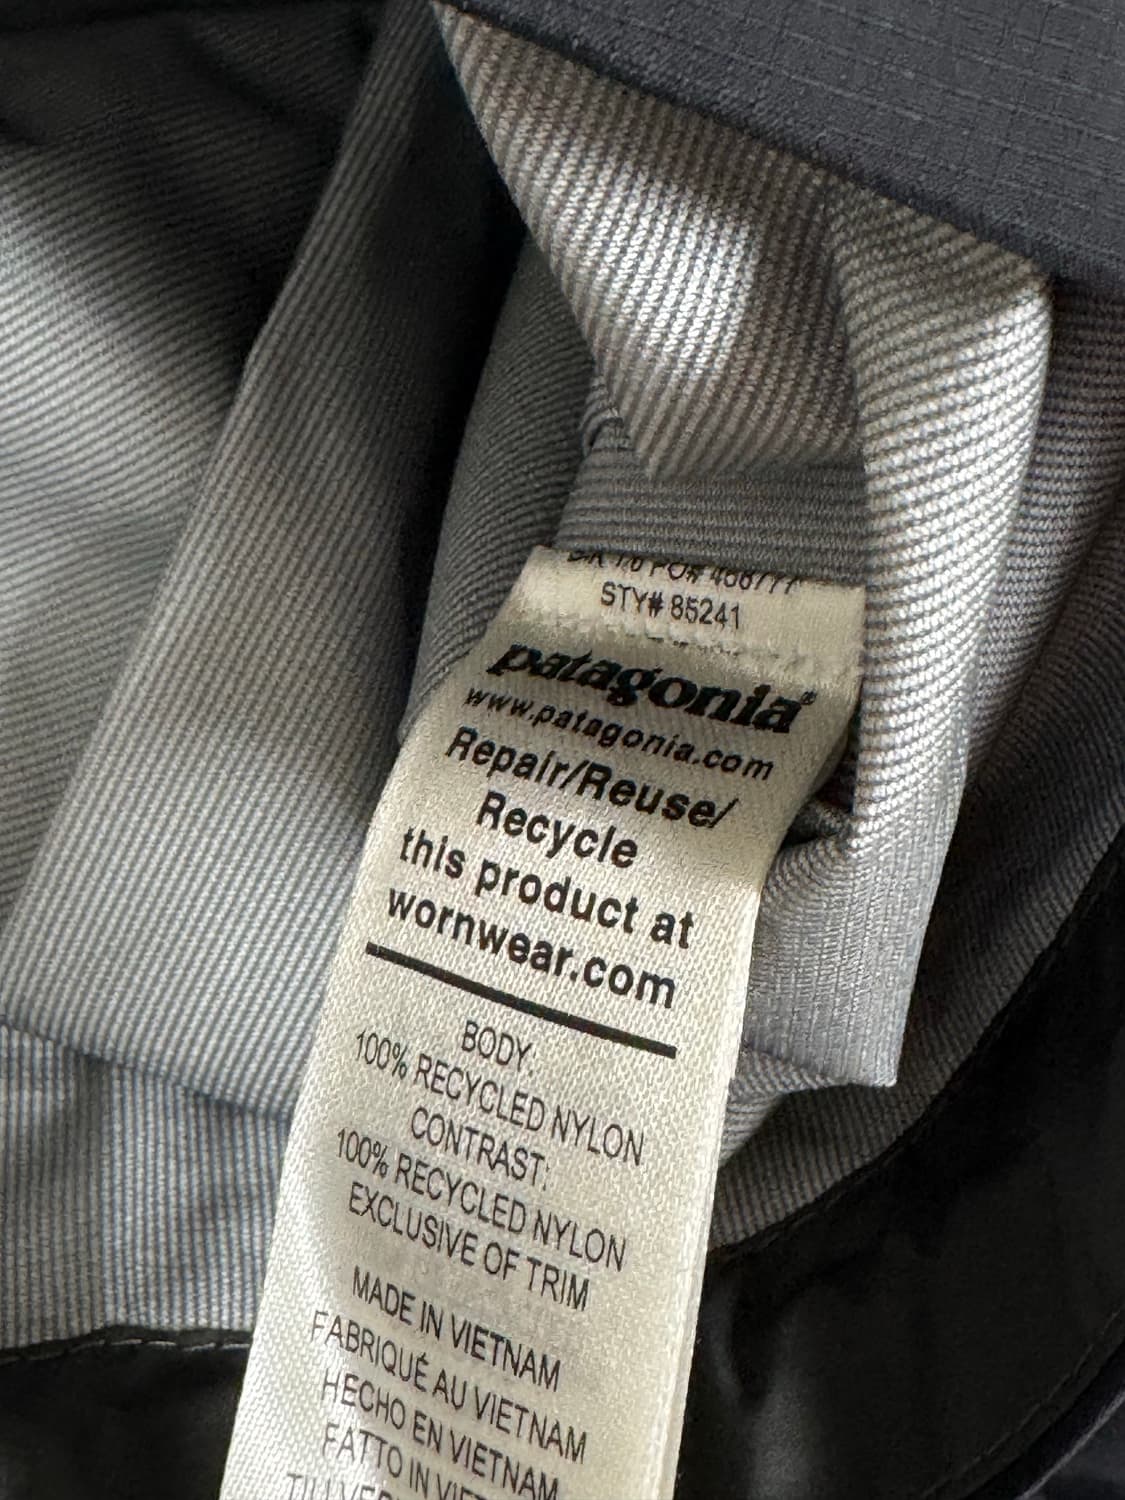 STY# 85241
patagonia®
www.patagonia.com
Repair/Reuse/
Recycle
this product at
wornwear.com
BODY:
100% RECYCLED NYLON
CONTRAST:
100% RECYCLED NYLON
EXCLUSIVE OF TRIM
MADE IN VIETNAM
FABRIQUÉ AU VIETNAM
HECHO EN VIETNAM
FATTO IN